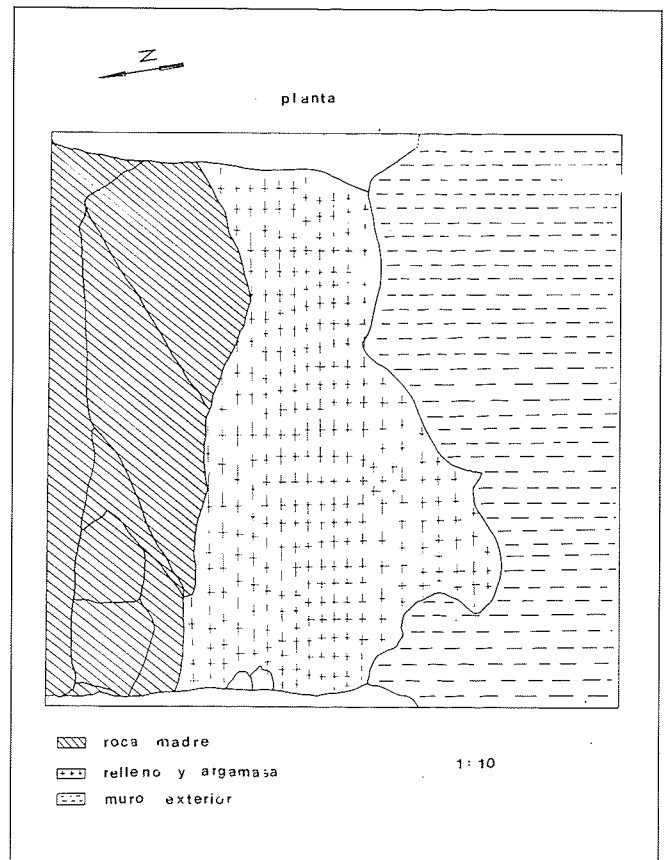 N
planta
roca madre
relleno y argamasa
1:10
muro exterior